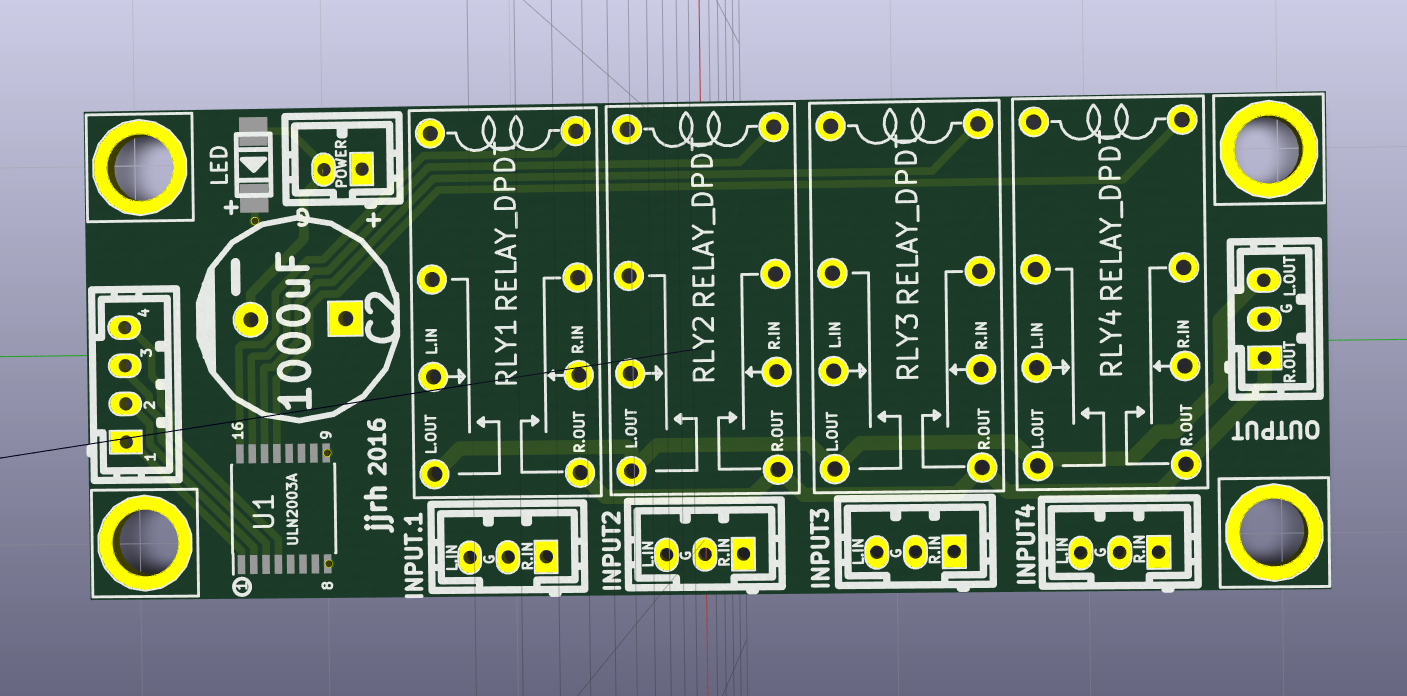 LED
+
POWER
+
6
1000uF
C2
4
3
2
1
16
9
U1
ULN2003A
1
8
jjrh 2016
RLY1 RELAY_DPDT
L.IN
R.IN
L.OUT
R.OUT
RLY2 RELAY_DPDT
L.IN
R.IN
L.OUT
R.OUT
RLY3 RELAY_DPDT
L.IN
R.IN
L.OUT
R.OUT
RLY4 RELAY_DPDT
L.IN
R.IN
L.OUT
R.OUT
INPUT.1
L.IN
G
R.IN
INPUT2
L.IN
G
R.IN
INPUT3
L.IN
G
R.IN
INPUT4
L.IN
G
R.IN
L.OUT
G
R.OUT
OUTPUT